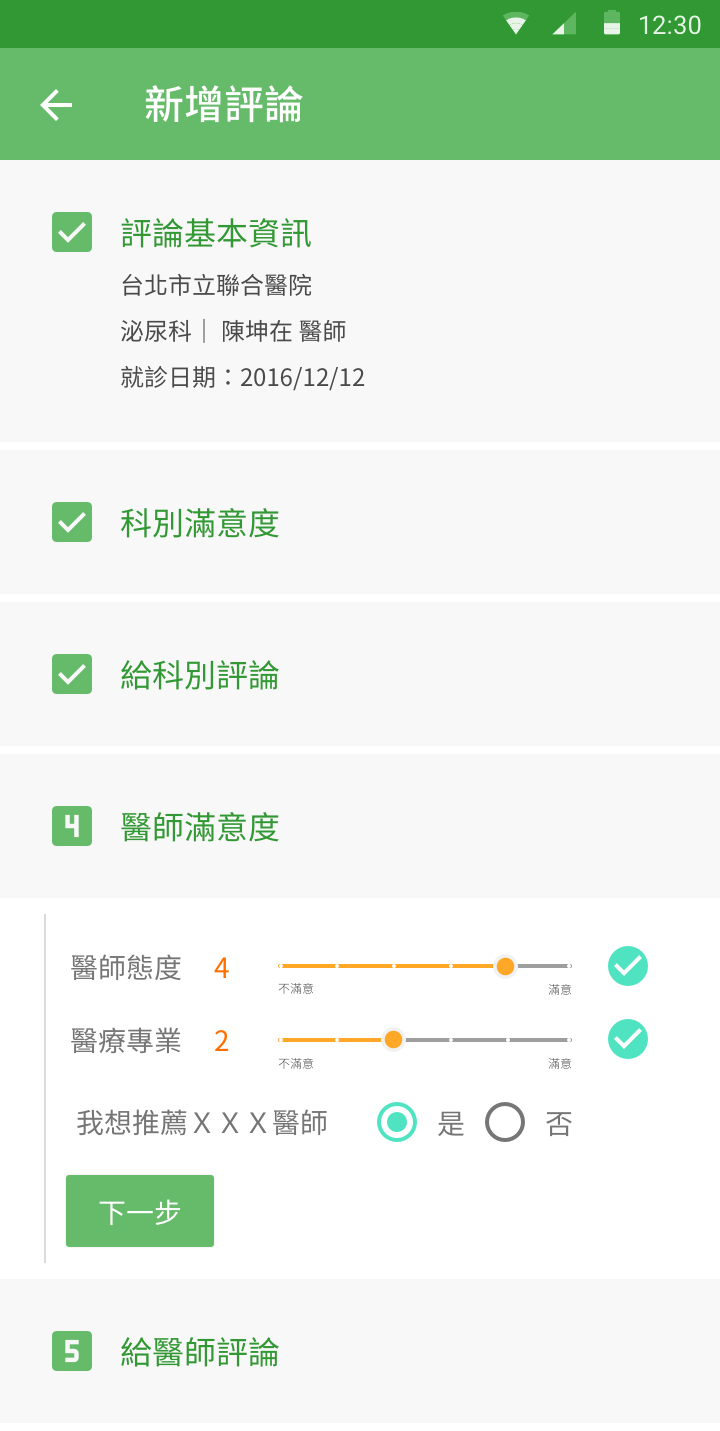 12:30
新增評論
評論基本資訊
台北市立聯合醫院
泌尿科｜ 陳坤在 醫師
就診日期：2016/12/12
科別滿意度
給科別評論
4 醫師滿意度
醫師態度 4
不滿意 滿意
醫療專業 2
不滿意 滿意
我想推薦ＸＸＸ醫師 是 否
下一步
5 給醫師評論